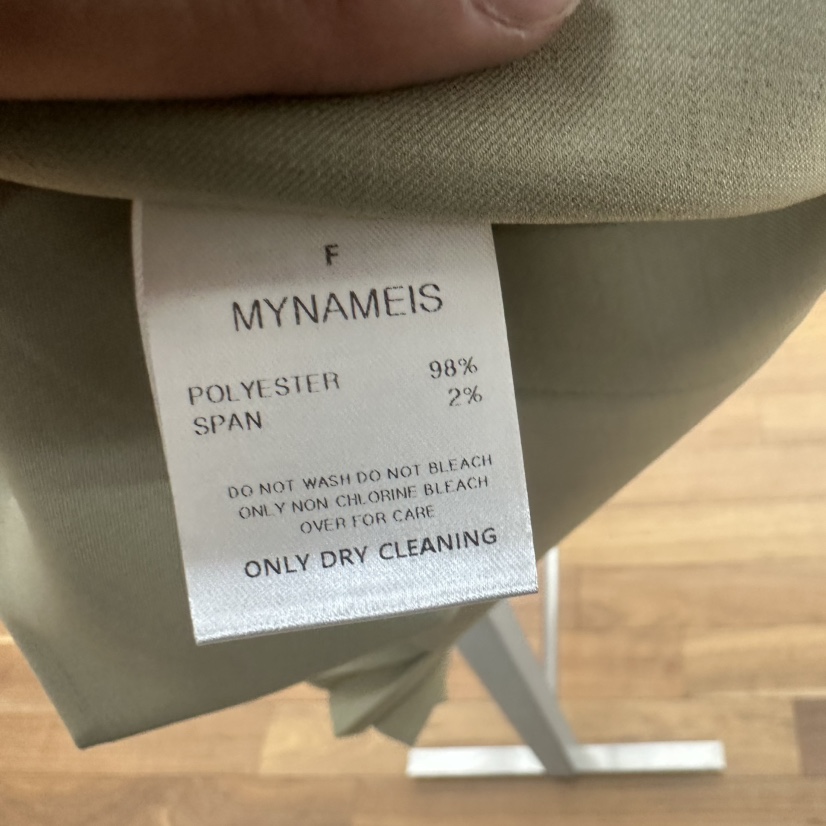 F
MYNAMEIS
POLYESTER 98%
SPAN 2%
DO NOT WASH DO NOT BLEACH
ONLY NON CHLORINE BLEACH
OVER FOR CARE
ONLY DRY CLEANING